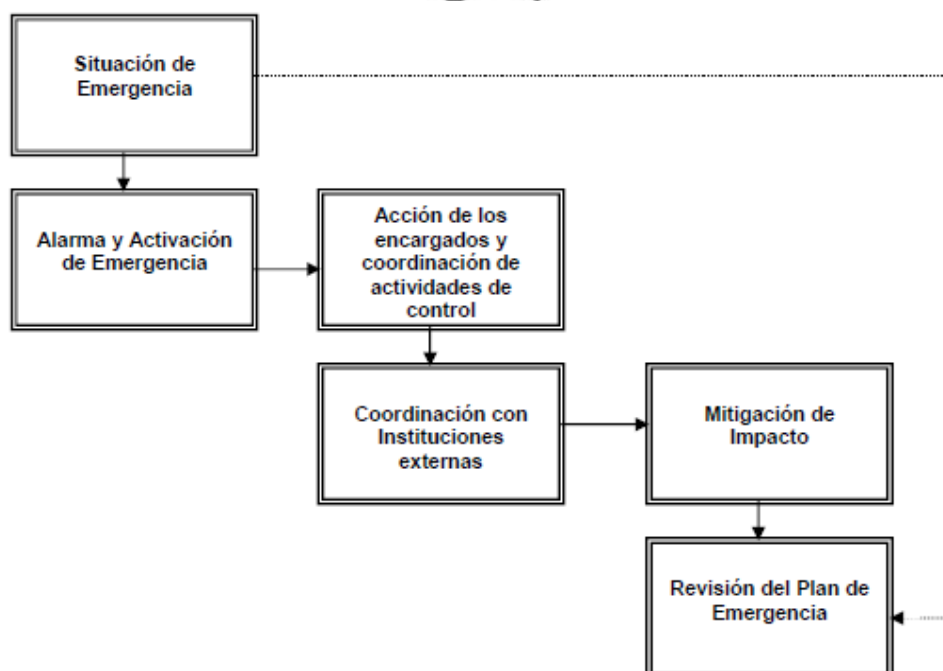 Situación de
Emergencia
Alarma y Activación
de Emergencia
Acción de los
encargados y
coordinación de
actividades de
control
Coordinación con
Instituciones
externas
Mitigación de
Impacto
Revisión del Plan de
Emergencia